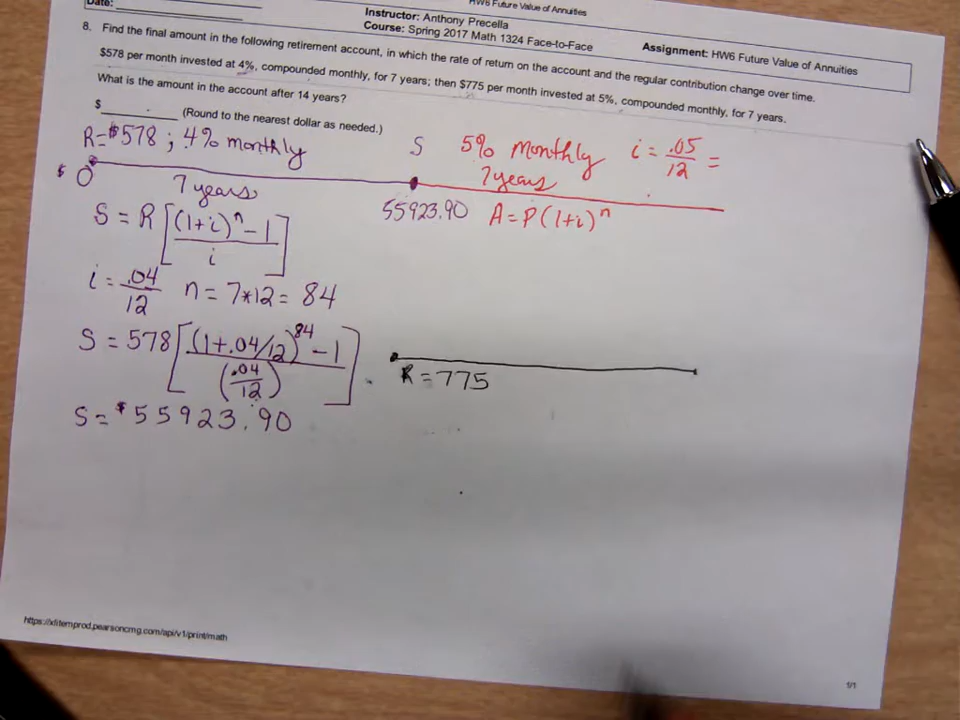 HW6 Future Value of Annuities
Date:
Instructor: Anthony Precella
Course: Spring 2017 Math 1324 Face-to-Face
Assignment: HW6 Future Value of Annuities
8. Find the final amount in the following retirement account, in which the rate of return on the account and the regular contribution change over time.
$578 per month invested at 4%, compounded monthly, for 7 years; then $775 per month invested at 5%, compounded monthly, for 7 years.
What is the amount in the account after 14 years?
$ (Round to the nearest dollar as needed.)
R=$578 ; 4% monthly
S 5% monthly i = .05/12 =
7 years
$ 0 7 years
55923.90 A=P(1+i)^n
S = R[((1+i)^n - 1)/i]
i = .04/12 n = 7*12 = 84
S = 578[((1+.04/12)^84 - 1)/(.04/12)]
R = 775
S = $55923.90
https://xlitemprod.pearsoncmg.com/api/v1/print/math
1/1